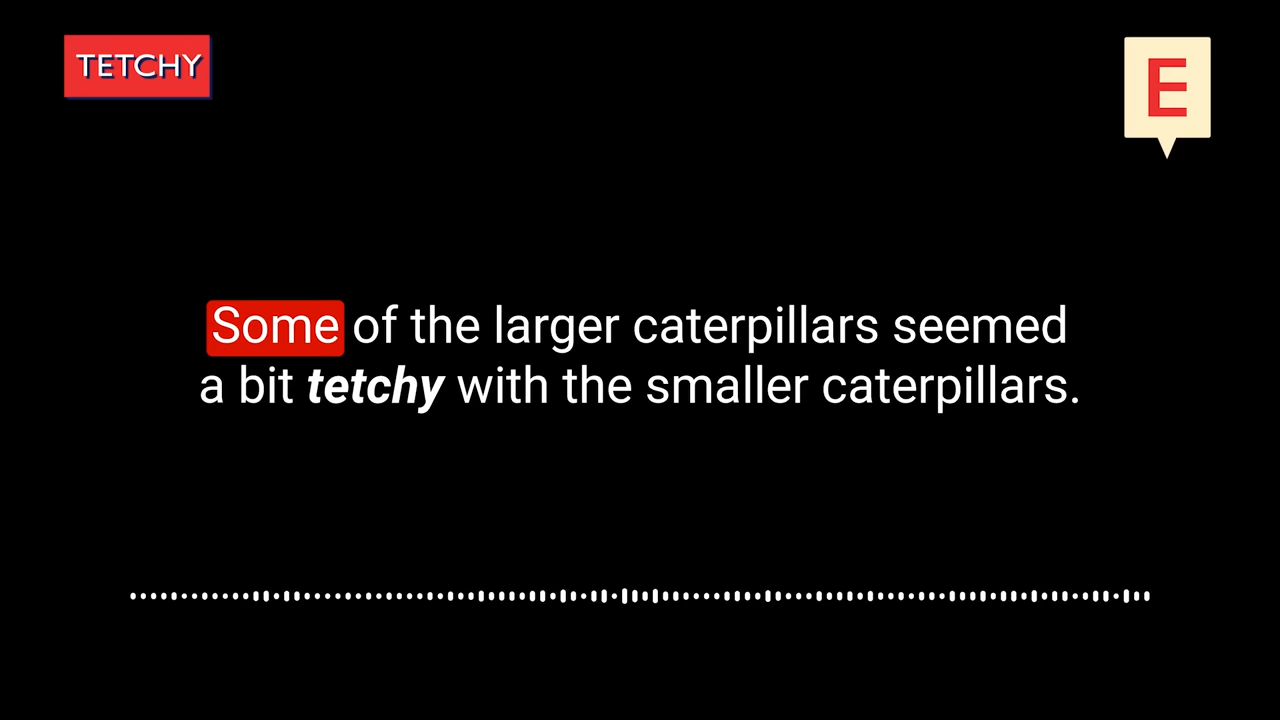 TETCHY
E
Some of the larger caterpillars seemed
a bit tetchy with the smaller caterpillars.